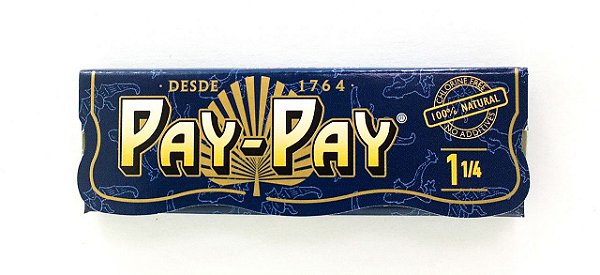 · DESDE 1764 ·
PAY-PAY®
CHLORINE FREE
100% NATURAL
NO ADDITIVES
1 1/4